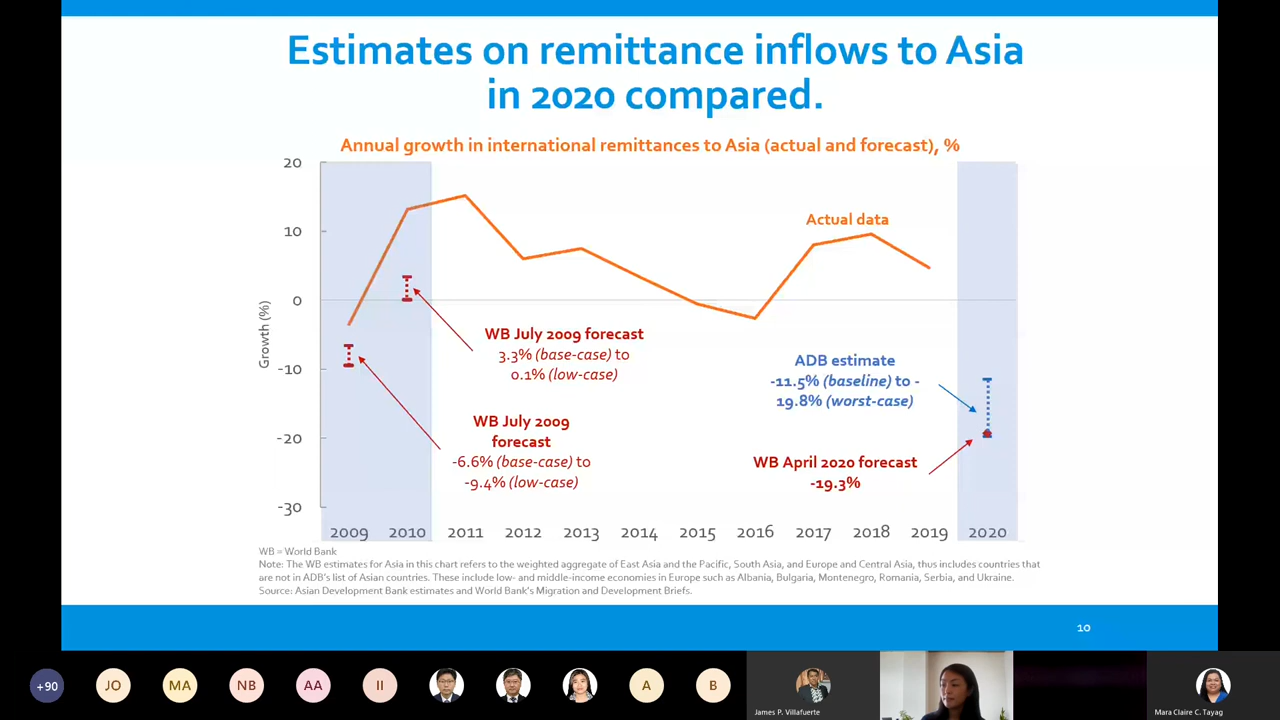 Estimates on remittance inflows to Asia
in 2020 compared.
Annual growth in international remittances to Asia (actual and forecast), %
20
10
0
-10
-20
-30
Growth (%)
Actual data
WB July 2009 forecast
3.3% (base-case) to
0.1% (low-case)
WB July 2009
forecast
-6.6% (base-case) to
-9.4% (low-case)
ADB estimate
-11.5% (baseline) to -
19.8% (worst-case)
WB April 2020 forecast
-19.3%
2009 2010 2011 2012 2013 2014 2015 2016 2017 2018 2019 2020
WB = World Bank
Note: The WB estimates for Asia in this chart refers to the weighted aggregate of East Asia and the Pacific, South Asia, and Europe and Central Asia, thus includes countries that
are not in ADB's list of Asian countries. These include low- and middle-income economies in Europe such as Albania, Bulgaria, Montenegro, Romania, Serbia, and Ukraine.
Source: Asian Development Bank estimates and World Bank's Migration and Development Briefs.
10
+90 JO MA NB AA II A B
James P. Villafuerte
Mara Claire C. Tayag